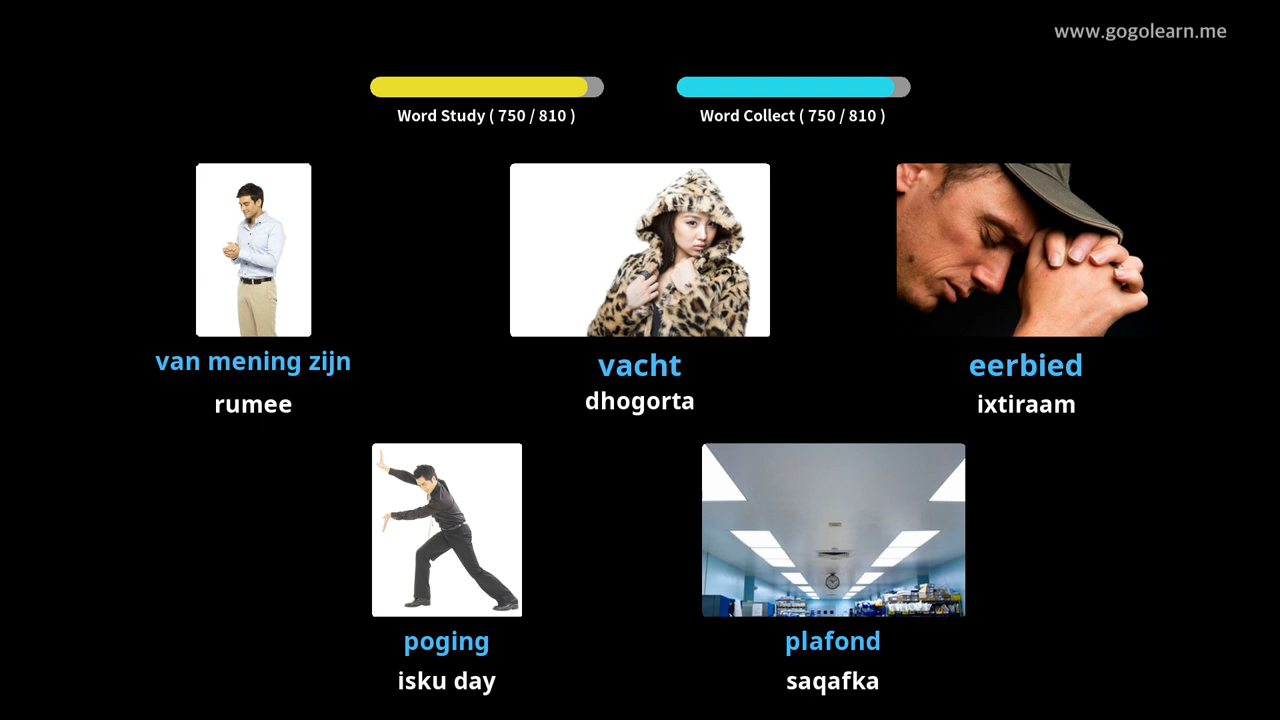 www.gogolearn.me
Word Study ( 750 / 810 )
Word Collect ( 750 / 810 )
van mening zijn
rumee
vacht
dhogorta
eerbied
ixtiraam
poging
isku day
plafond
saqafka